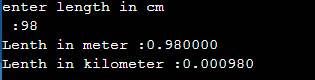 enter length in cm
:98
Lenth in meter :0.980000
Lenth in kilometer :0.000980